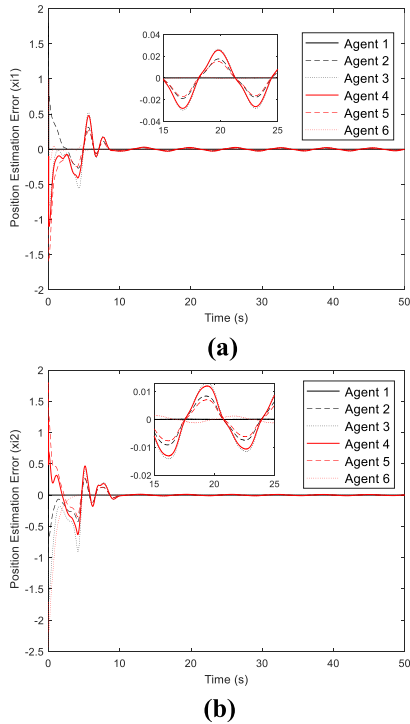 2
1.5
1
0.5
0
-0.5
-1
-1.5
-2
Position Estimation Error (xi1)
0.04
0.02
0
-0.02
-0.04
15 20 25
Agent 1
Agent 2
Agent 3
Agent 4
Agent 5
Agent 6
0 10 20 30 40 50
Time (s)
(a)
2
1.5
1
0.5
0
-0.5
-1
-1.5
-2
-2.5
Position Estimation Error (xi2)
0.01
0
-0.01
-0.02
15 20 25
Agent 1
Agent 2
Agent 3
Agent 4
Agent 5
Agent 6
0 10 20 30 40 50
Time (s)
(b)